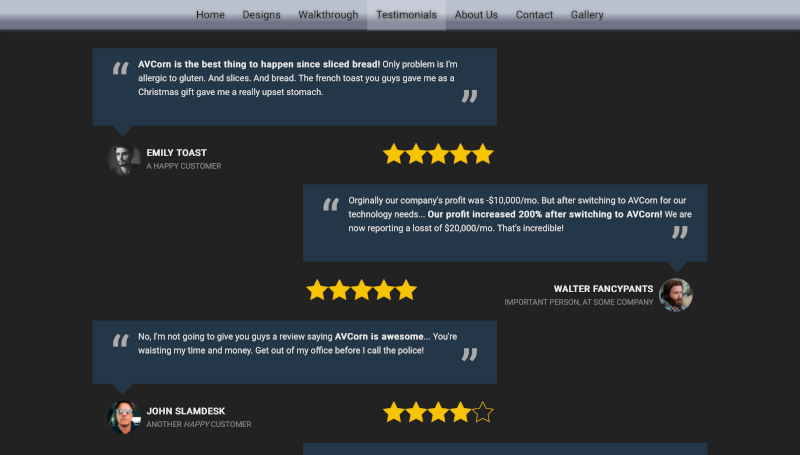 Home Designs Walkthrough Testimonials About Us Contact Gallery
“ AVCorn is the best thing to happen since sliced bread! Only problem is I'm
allergic to gluten. And slices. And bread. The french toast you guys gave me as a
Christmas gift gave me a really upset stomach. ”
EMILY TOAST
A HAPPY CUSTOMER
“ Orginally our company's profit was -$10,000/mo. But after switching to AVCorn for our
technology needs... Our profit increased 200% after switching to AVCorn! We are
now reporting a losst of $20,000/mo. That's incredible! ”
WALTER FANCYPANTS
IMPORTANT PERSON, AT SOME COMPANY
“ No, I'm not going to give you guys a review saying AVCorn is awesome... You're
waisting my time and money. Get out of my office before I call the police! ”
JOHN SLAMDESK
ANOTHER HAPPY CUSTOMER